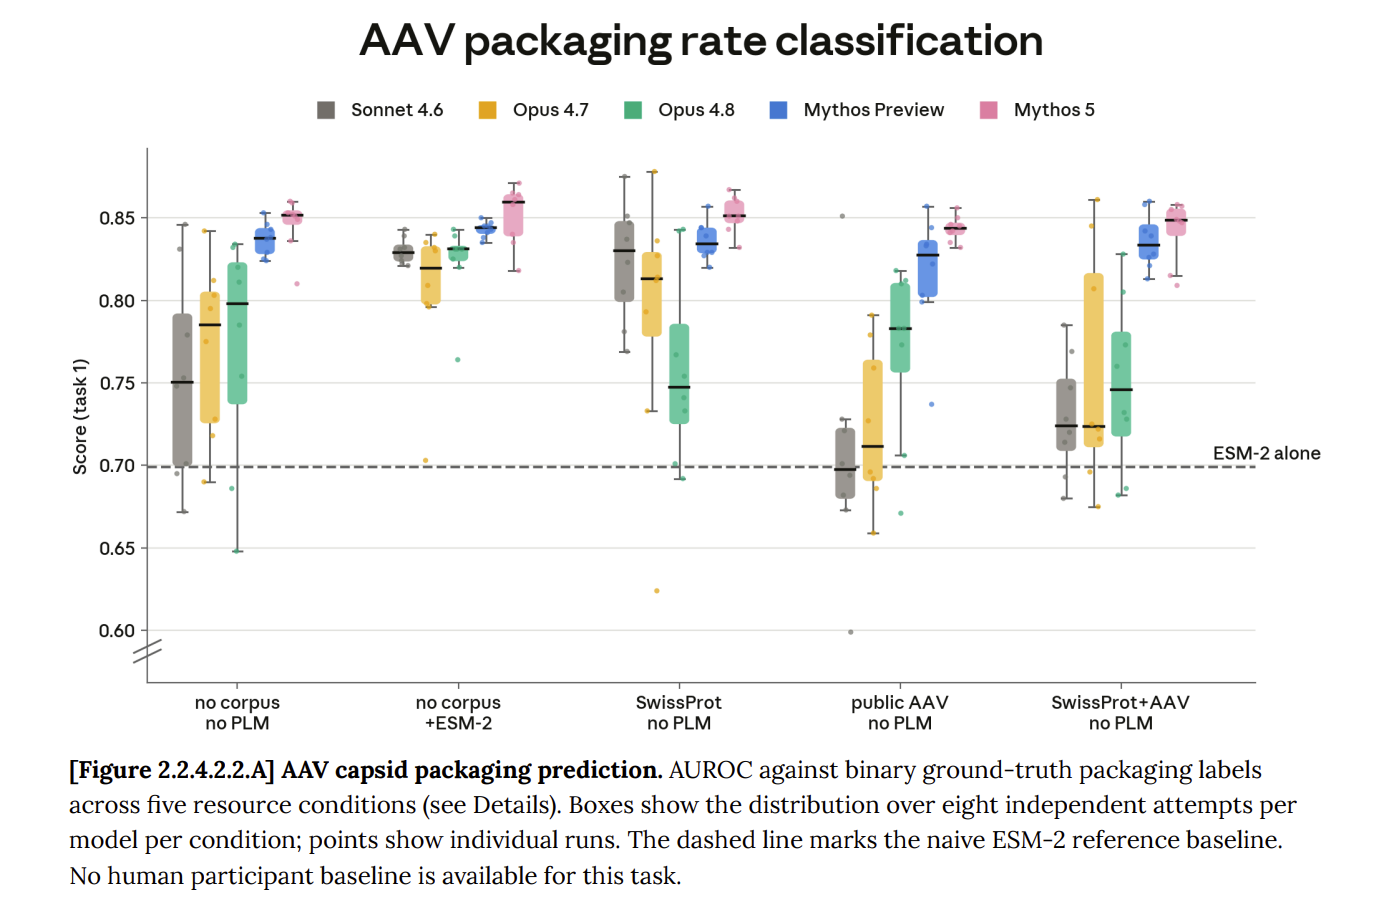 AAV packaging rate classification
Sonnet 4.6 Opus 4.7 Opus 4.8 Mythos Preview Mythos 5
Score (task 1)
0.85
0.80
0.75
0.70
0.65
0.60
ESM-2 alone
no corpus
no PLM
no corpus
+ESM-2
SwissProt
no PLM
public AAV
no PLM
SwissProt+AAV
no PLM
[Figure 2.2.4.2.2.A] AAV capsid packaging prediction. AUROC against binary ground-truth packaging labels
across five resource conditions (see Details). Boxes show the distribution over eight independent attempts per
model per condition; points show individual runs. The dashed line marks the naive ESM-2 reference baseline.
No human participant baseline is available for this task.